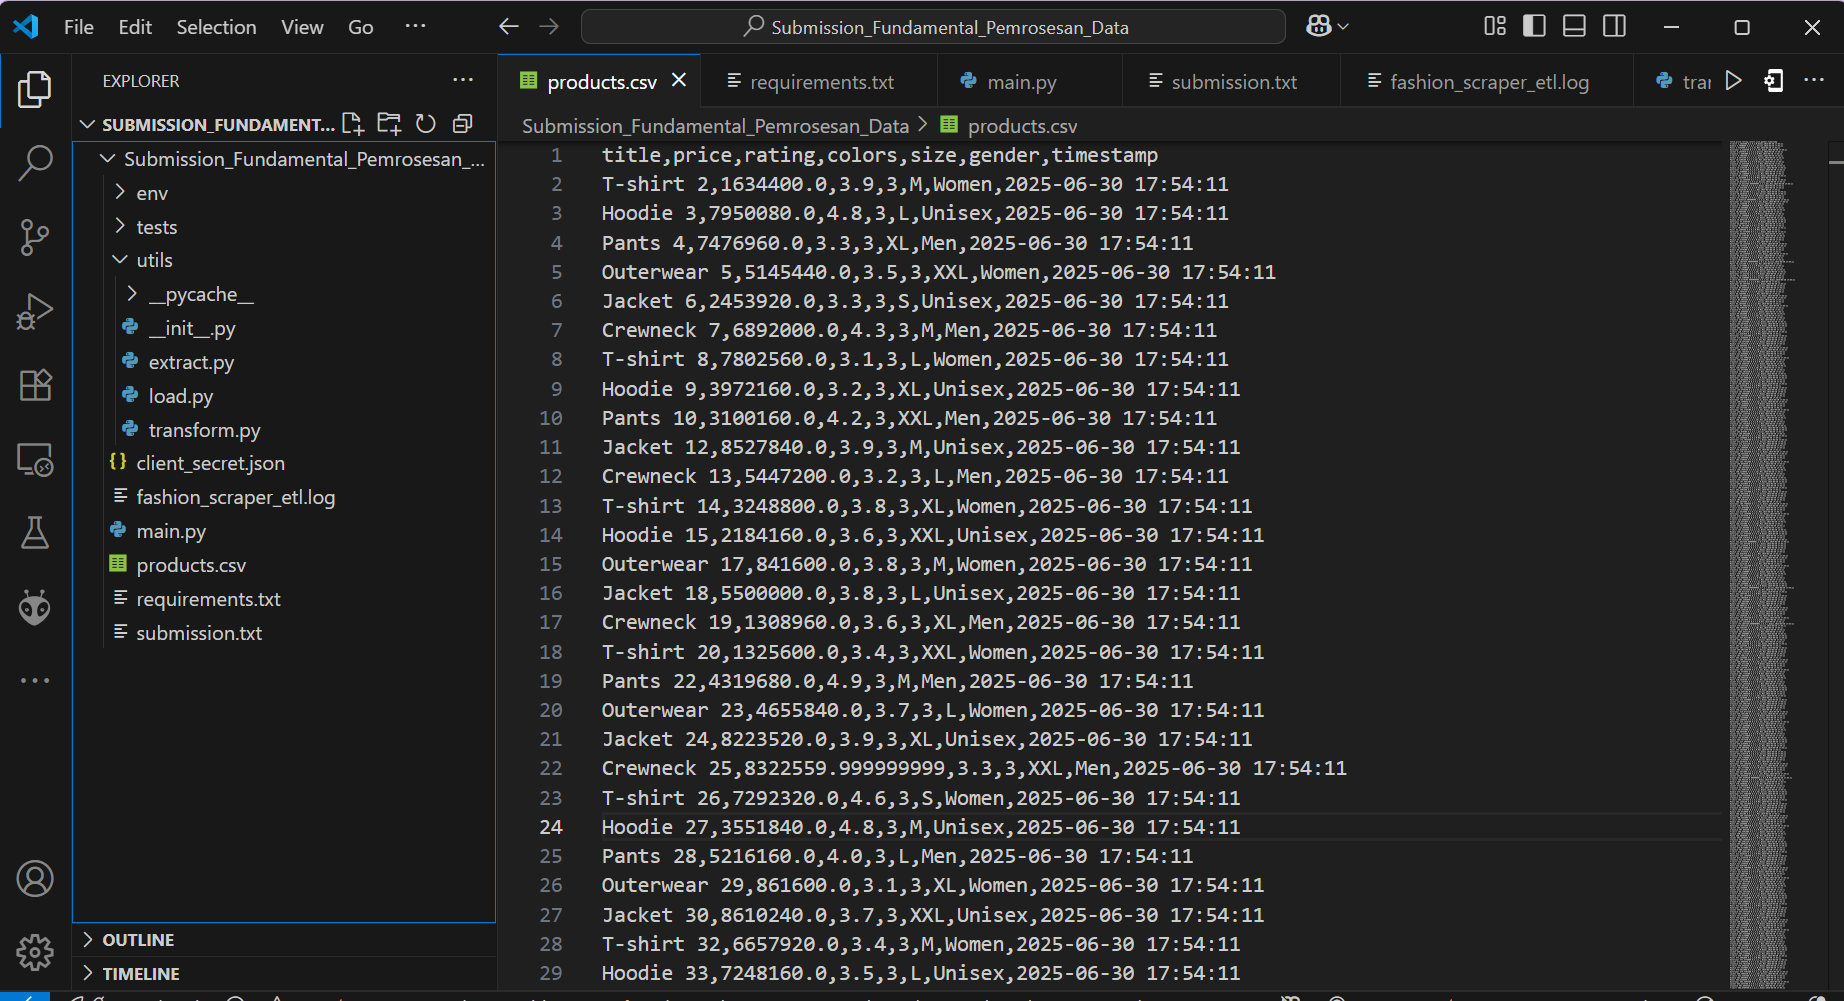 File Edit Selection View Go ···
Submission_Fundamental_Pemrosesan_Data
EXPLORER
SUBMISSION_FUNDAMENT...
Submission_Fundamental_Pemrosesan_...
env
tests
utils
__pycache__
__init__.py
extract.py
load.py
transform.py
client_secret.json
fashion_scraper_etl.log
main.py
products.csv
requirements.txt
submission.txt
OUTLINE
TIMELINE
products.csv requirements.txt main.py submission.txt fashion_scraper_etl.log
Submission_Fundamental_Pemrosesan_Data > products.csv
1 title,price,rating,colors,size,gender,timestamp
2 T-shirt 2,1634400.0,3.9,3,M,Women,2025-06-30 17:54:11
3 Hoodie 3,7950080.0,4.8,3,L,Unisex,2025-06-30 17:54:11
4 Pants 4,7476960.0,3.3,3,XL,Men,2025-06-30 17:54:11
5 Outerwear 5,5145440.0,3.5,3,XXL,Women,2025-06-30 17:54:11
6 Jacket 6,2453920.0,3.3,3,S,Unisex,2025-06-30 17:54:11
7 Crewneck 7,6892000.0,4.3,3,M,Men,2025-06-30 17:54:11
8 T-shirt 8,7802560.0,3.1,3,L,Women,2025-06-30 17:54:11
9 Hoodie 9,3972160.0,3.2,3,XL,Unisex,2025-06-30 17:54:11
10 Pants 10,3100160.0,4.2,3,XXL,Men,2025-06-30 17:54:11
11 Jacket 12,8527840.0,3.9,3,M,Unisex,2025-06-30 17:54:11
12 Crewneck 13,5447200.0,3.2,3,L,Men,2025-06-30 17:54:11
13 T-shirt 14,3248800.0,3.8,3,XL,Women,2025-06-30 17:54:11
14 Hoodie 15,2184160.0,3.6,3,XXL,Unisex,2025-06-30 17:54:11
15 Outerwear 17,841600.0,3.8,3,M,Women,2025-06-30 17:54:11
16 Jacket 18,5500000.0,3.8,3,L,Unisex,2025-06-30 17:54:11
17 Crewneck 19,1308960.0,3.6,3,XL,Men,2025-06-30 17:54:11
18 T-shirt 20,1325600.0,3.4,3,XXL,Women,2025-06-30 17:54:11
19 Pants 22,4319680.0,4.9,3,M,Men,2025-06-30 17:54:11
20 Outerwear 23,4655840.0,3.7,3,L,Women,2025-06-30 17:54:11
21 Jacket 24,8223520.0,3.9,3,XL,Unisex,2025-06-30 17:54:11
22 Crewneck 25,8322559.999999999,3.3,3,XXL,Men,2025-06-30 17:54:11
23 T-shirt 26,7292320.0,4.6,3,S,Women,2025-06-30 17:54:11
24 Hoodie 27,3551840.0,4.8,3,M,Unisex,2025-06-30 17:54:11
25 Pants 28,5216160.0,4.0,3,L,Men,2025-06-30 17:54:11
26 Outerwear 29,861600.0,3.1,3,XL,Women,2025-06-30 17:54:11
27 Jacket 30,8610240.0,3.7,3,XXL,Unisex,2025-06-30 17:54:11
28 T-shirt 32,6657920.0,3.4,3,M,Women,2025-06-30 17:54:11
29 Hoodie 33,7248160.0,3.5,3,L,Unisex,2025-06-30 17:54:11